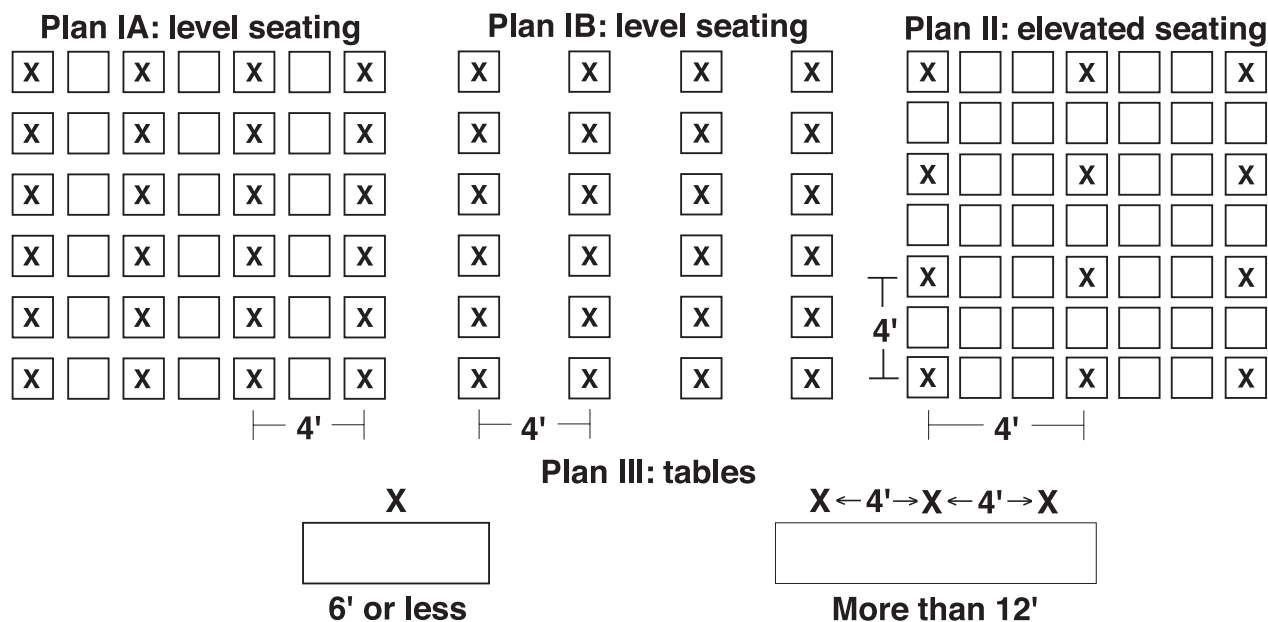 Plan IA: level seating Plan IB: level seating Plan II: elevated seating
X X X X X X X X X X X
X X X X X X X X
X X X X X X X X X X X
X X X X X X X X
X X X
X X X X X X X X
4'
X X X X X X X X X X X
4' 4' 4'
Plan III: tables
X X ←4'→ X ←4'→ X
6' or less More than 12'